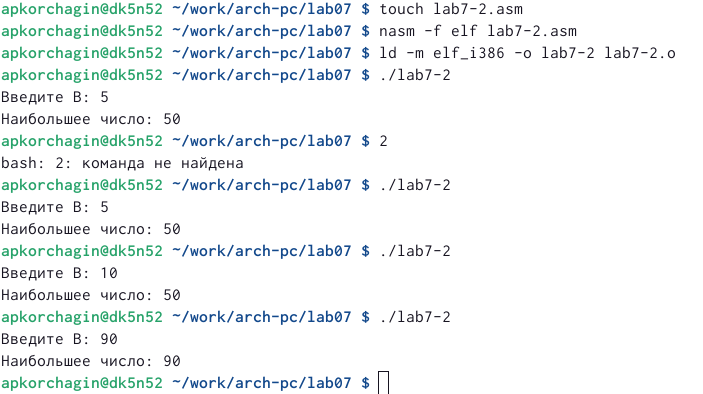 apkorchagin@dk5n52 ~/work/arch-pc/lab07 $ touch lab7-2.asm
apkorchagin@dk5n52 ~/work/arch-pc/lab07 $ nasm -f elf lab7-2.asm
apkorchagin@dk5n52 ~/work/arch-pc/lab07 $ ld -m elf_i386 -o lab7-2 lab7-2.o
apkorchagin@dk5n52 ~/work/arch-pc/lab07 $ ./lab7-2
Введите В: 5
Наибольшее число: 50
apkorchagin@dk5n52 ~/work/arch-pc/lab07 $ 2
bash: 2: команда не найдена
apkorchagin@dk5n52 ~/work/arch-pc/lab07 $ ./lab7-2
Введите В: 5
Наибольшее число: 50
apkorchagin@dk5n52 ~/work/arch-pc/lab07 $ ./lab7-2
Введите В: 10
Наибольшее число: 50
apkorchagin@dk5n52 ~/work/arch-pc/lab07 $ ./lab7-2
Введите В: 90
Наибольшее число: 90
apkorchagin@dk5n52 ~/work/arch-pc/lab07 $